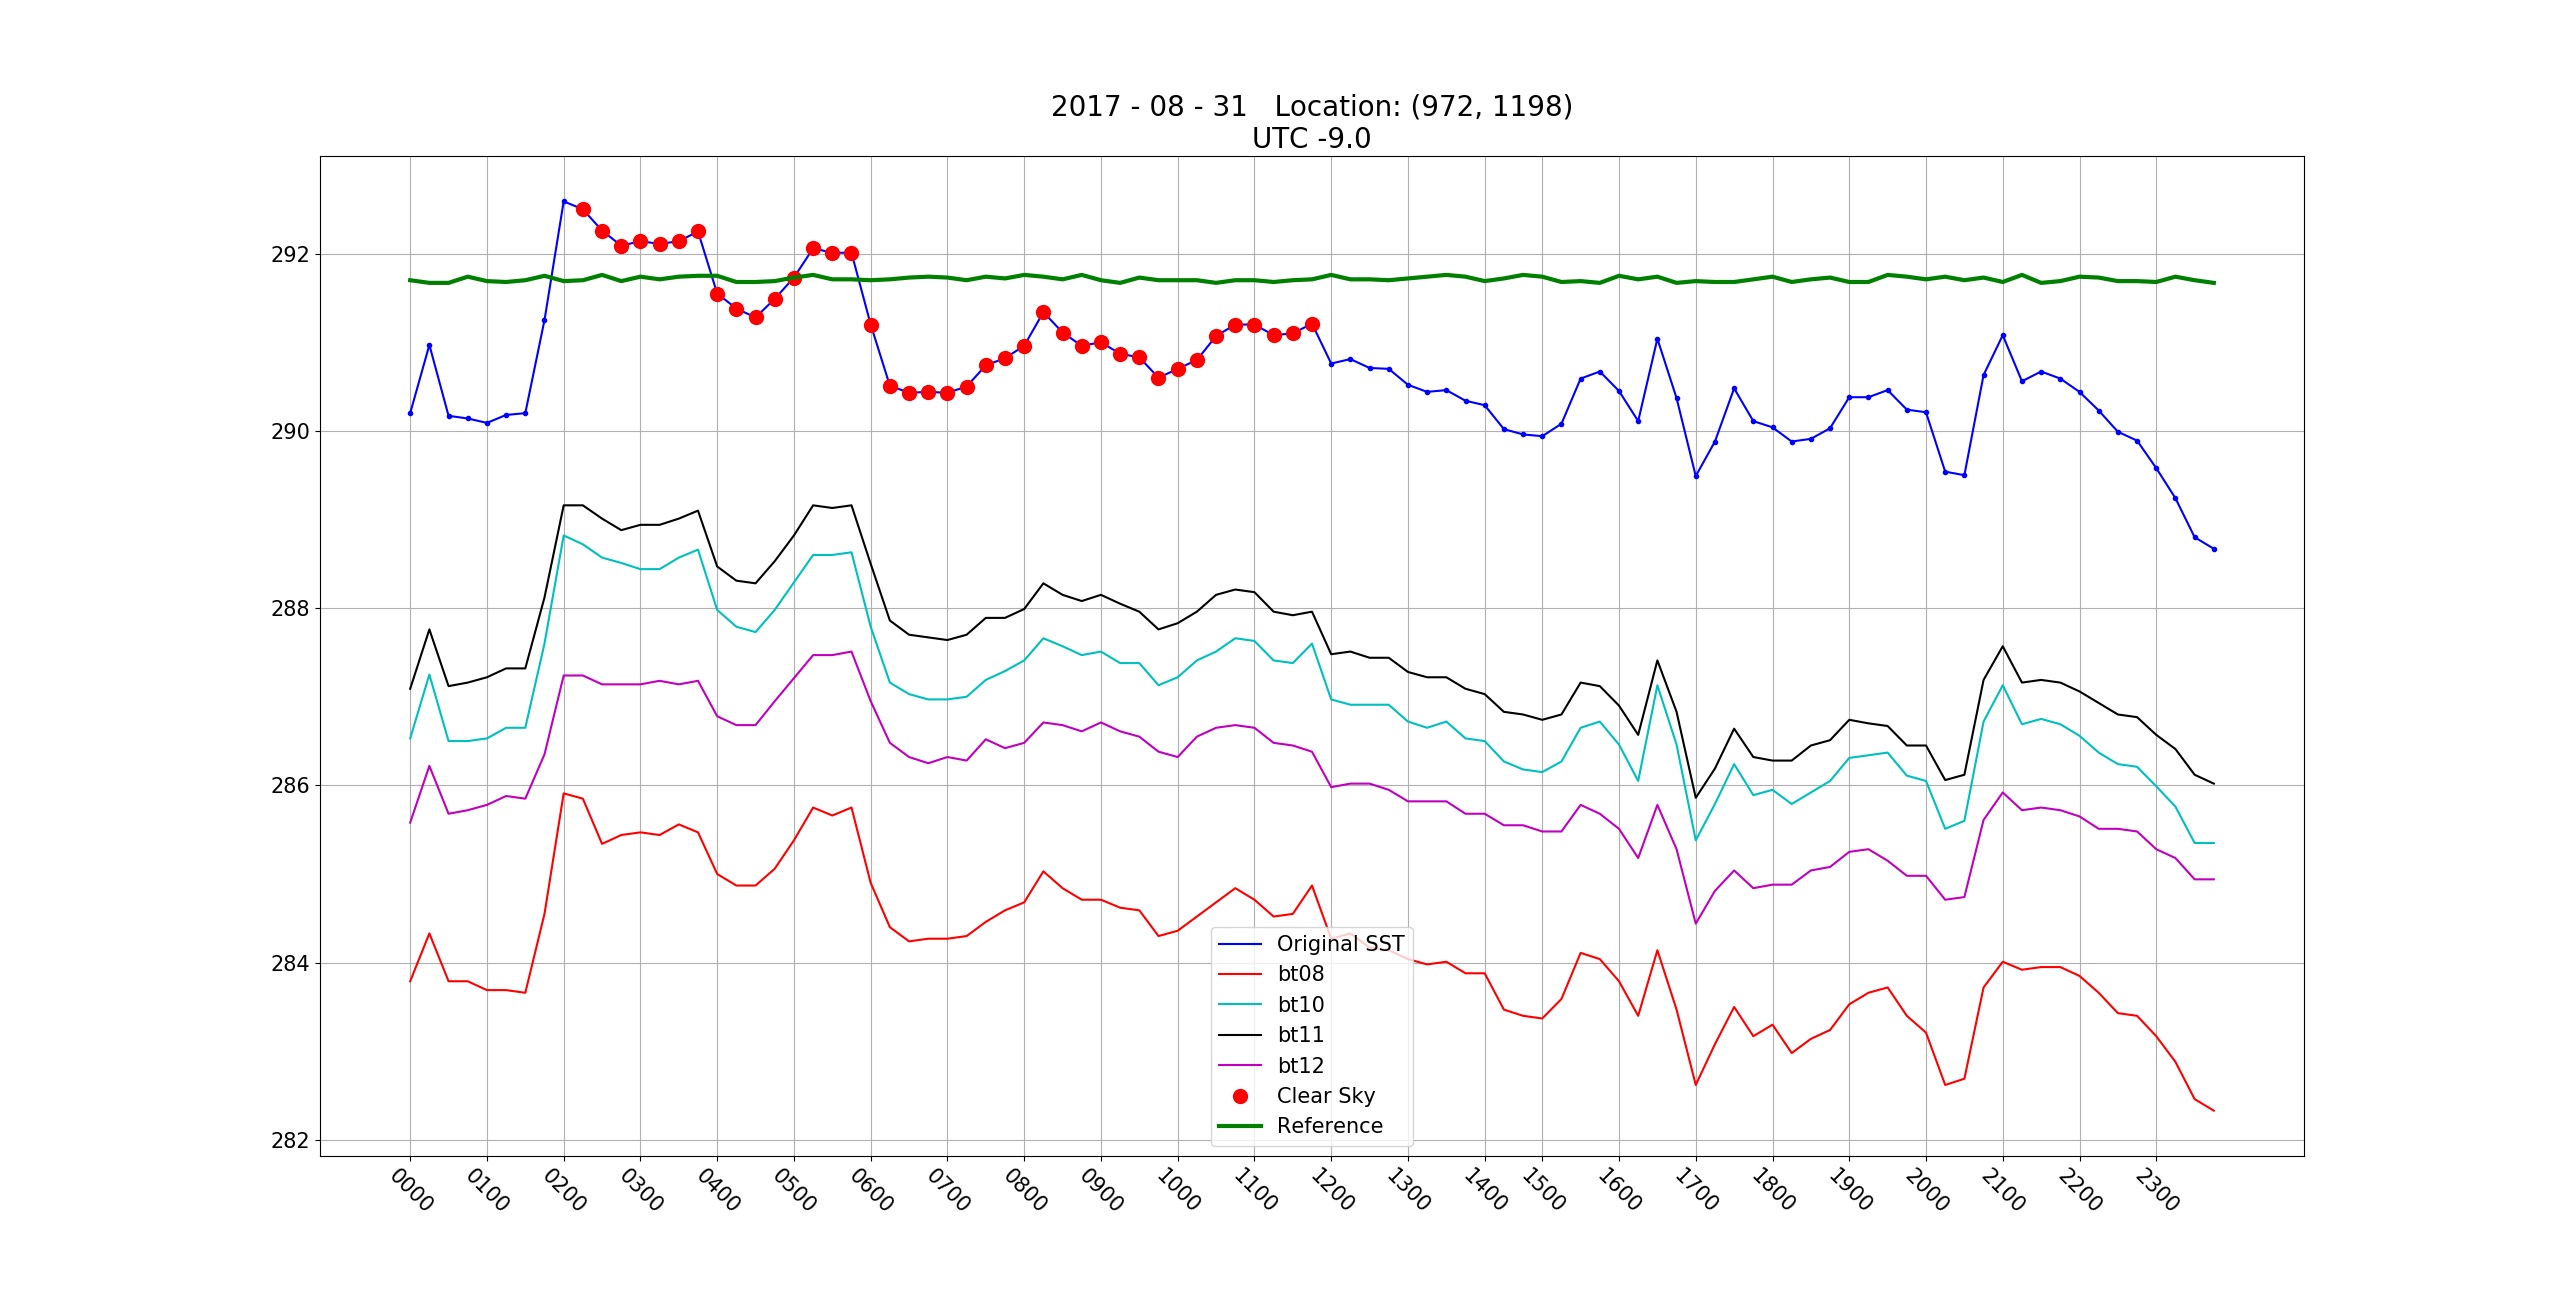 2017 - 08 - 31   Location: (972, 1198)
UTC -9.0
292
290
288
286
284
282
Original SST
bt08
bt10
bt11
bt12
Clear Sky
Reference
0000 0100 0200 0300 0400 0500 0600 0700 0800 0900 1000 1100 1200 1300 1400 1500 1600 1700 1800 1900 2000 2100 2200 2300